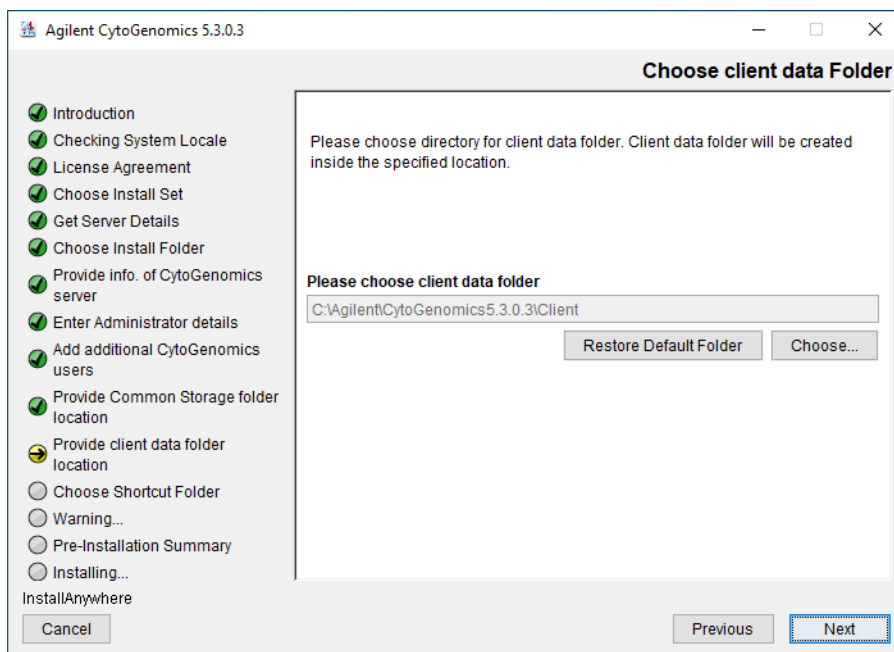 Agilent CytoGenomics 5.3.0.3
Choose client data Folder
Introduction
Checking System Locale
License Agreement
Choose Install Set
Get Server Details
Choose Install Folder
Provide info. of CytoGenomics
server
Enter Administrator details
Add additional CytoGenomics
users
Provide Common Storage folder
location
Provide client data folder
location
Choose Shortcut Folder
Warning...
Pre-Installation Summary
Installing...
Please choose directory for client data folder. Client data folder will be created
inside the specified location.
Please choose client data folder
C:\Agilent\CytoGenomics5.3.0.3\Client
Restore Default Folder
Choose...
InstallAnywhere
Cancel
Previous
Next